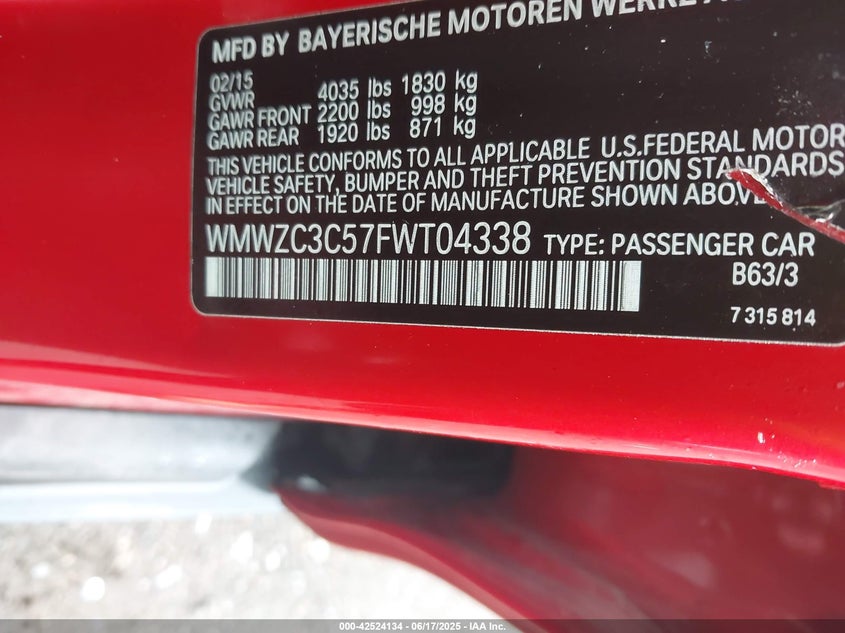 MFD BY BAYERISCHE MOTOREN WERKE
02/15
GVWR 4035 lbs 1830 kg
GAWR FRONT 2200 lbs 998 kg
GAWR REAR 1920 lbs 871 kg
THIS VEHICLE CONFORMS TO ALL APPLICABLE U.S.FEDERAL MOTOR
VEHICLE SAFETY, BUMPER AND THEFT PREVENTION STANDARDS
IN EFFECT ON THE DATE OF MANUFACTURE SHOWN ABOVE
WMWZC3C57FWT04338 TYPE: PASSENGER CAR
B63/3
7 315 814
000-42524134 - 06/17/2025 - IAA Inc.